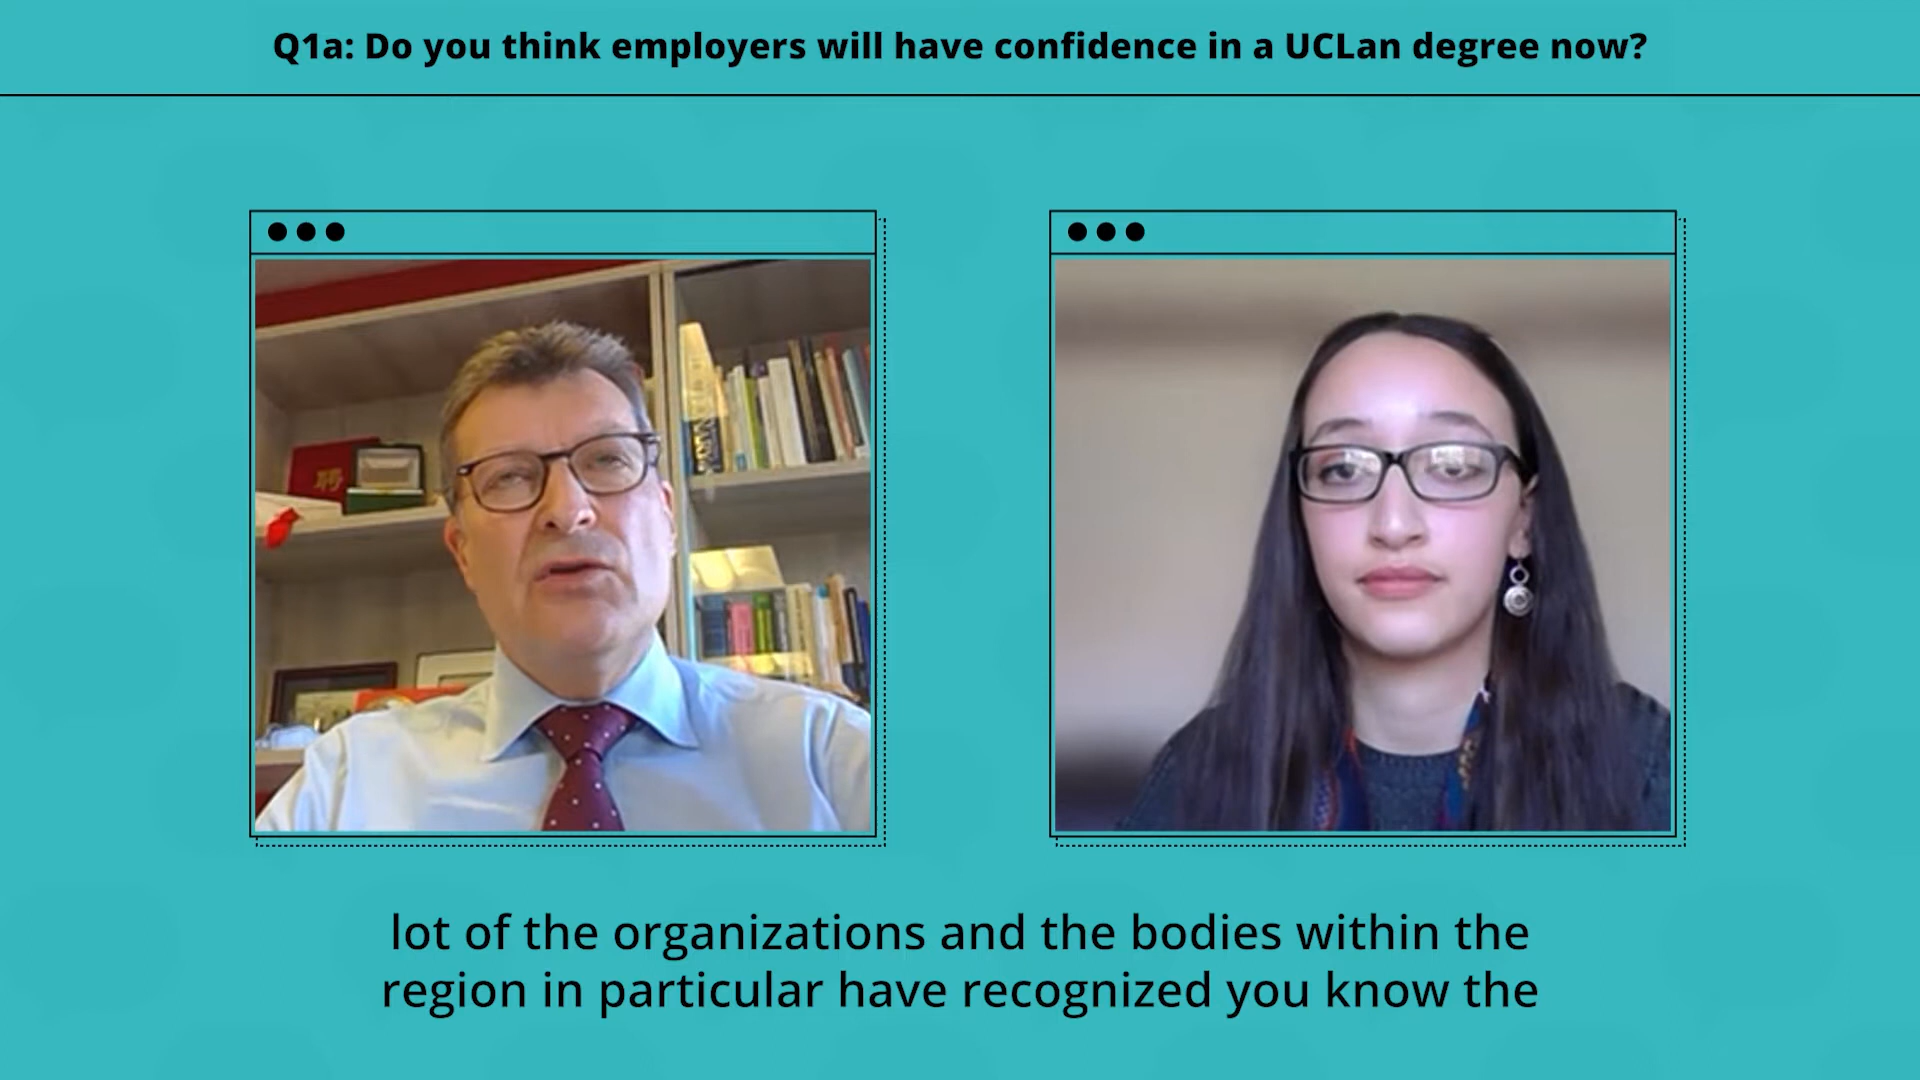 Q1a: Do you think employers will have confidence in a UCLan degree now?
聘
lot of the organizations and the bodies within the
region in particular have recognized you know the